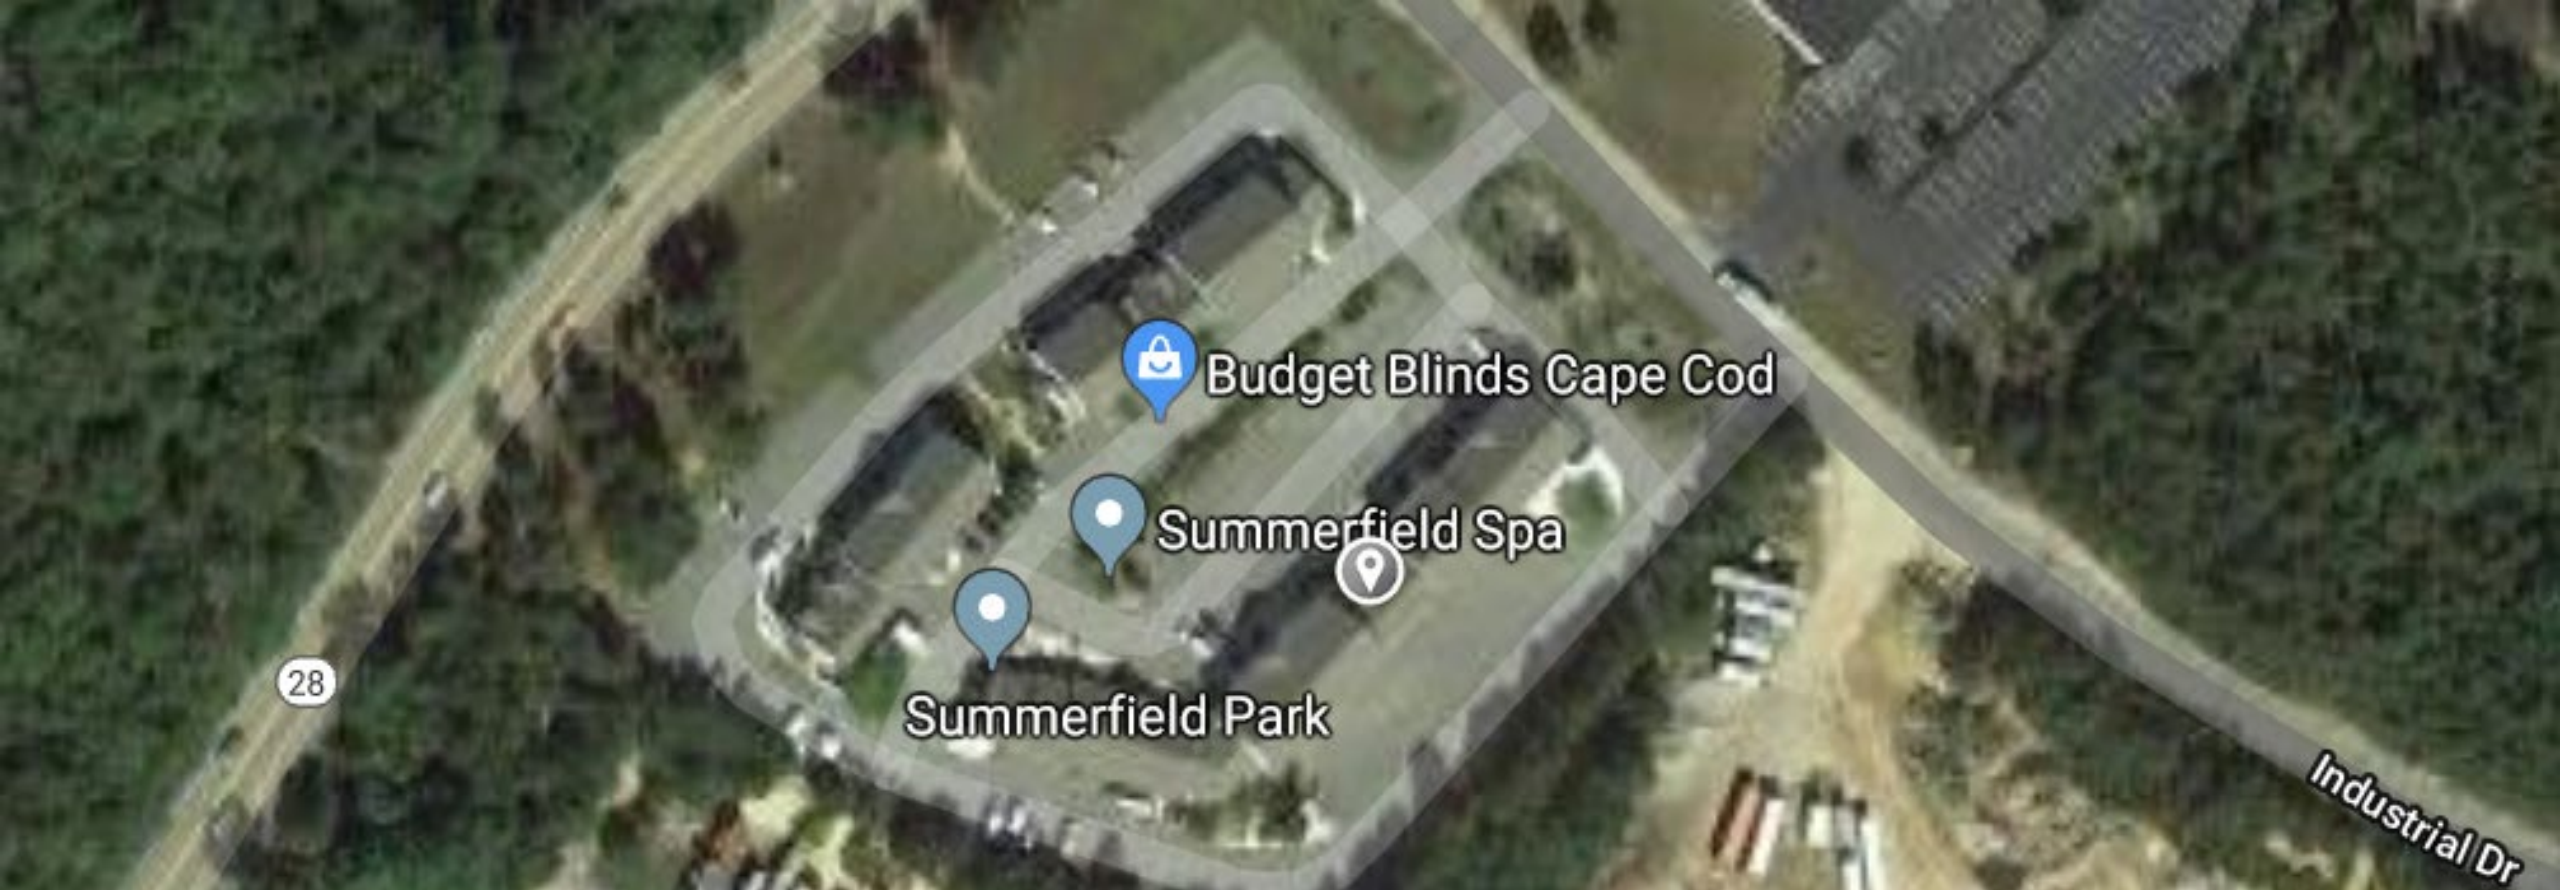 Budget Blinds Cape Cod
Summerfield Spa
28
Summerfield Park
Industrial Dr